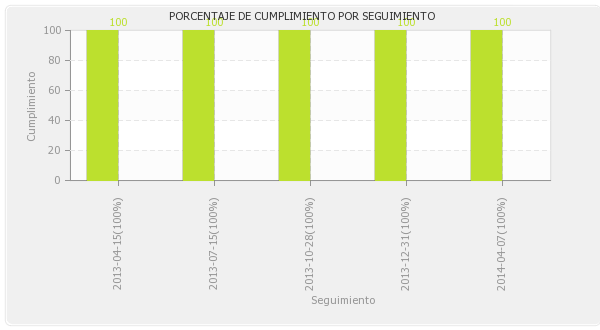 PORCENTAJE DE CUMPLIMIENTO POR SEGUIMIENTO
100 100 100 100 100
100
80
60
40
20
0
Cumplimiento
2013-04-15(100%)
2013-07-15(100%)
2013-10-28(100%)
2013-12-31(100%)
2014-04-07(100%)
Seguimiento